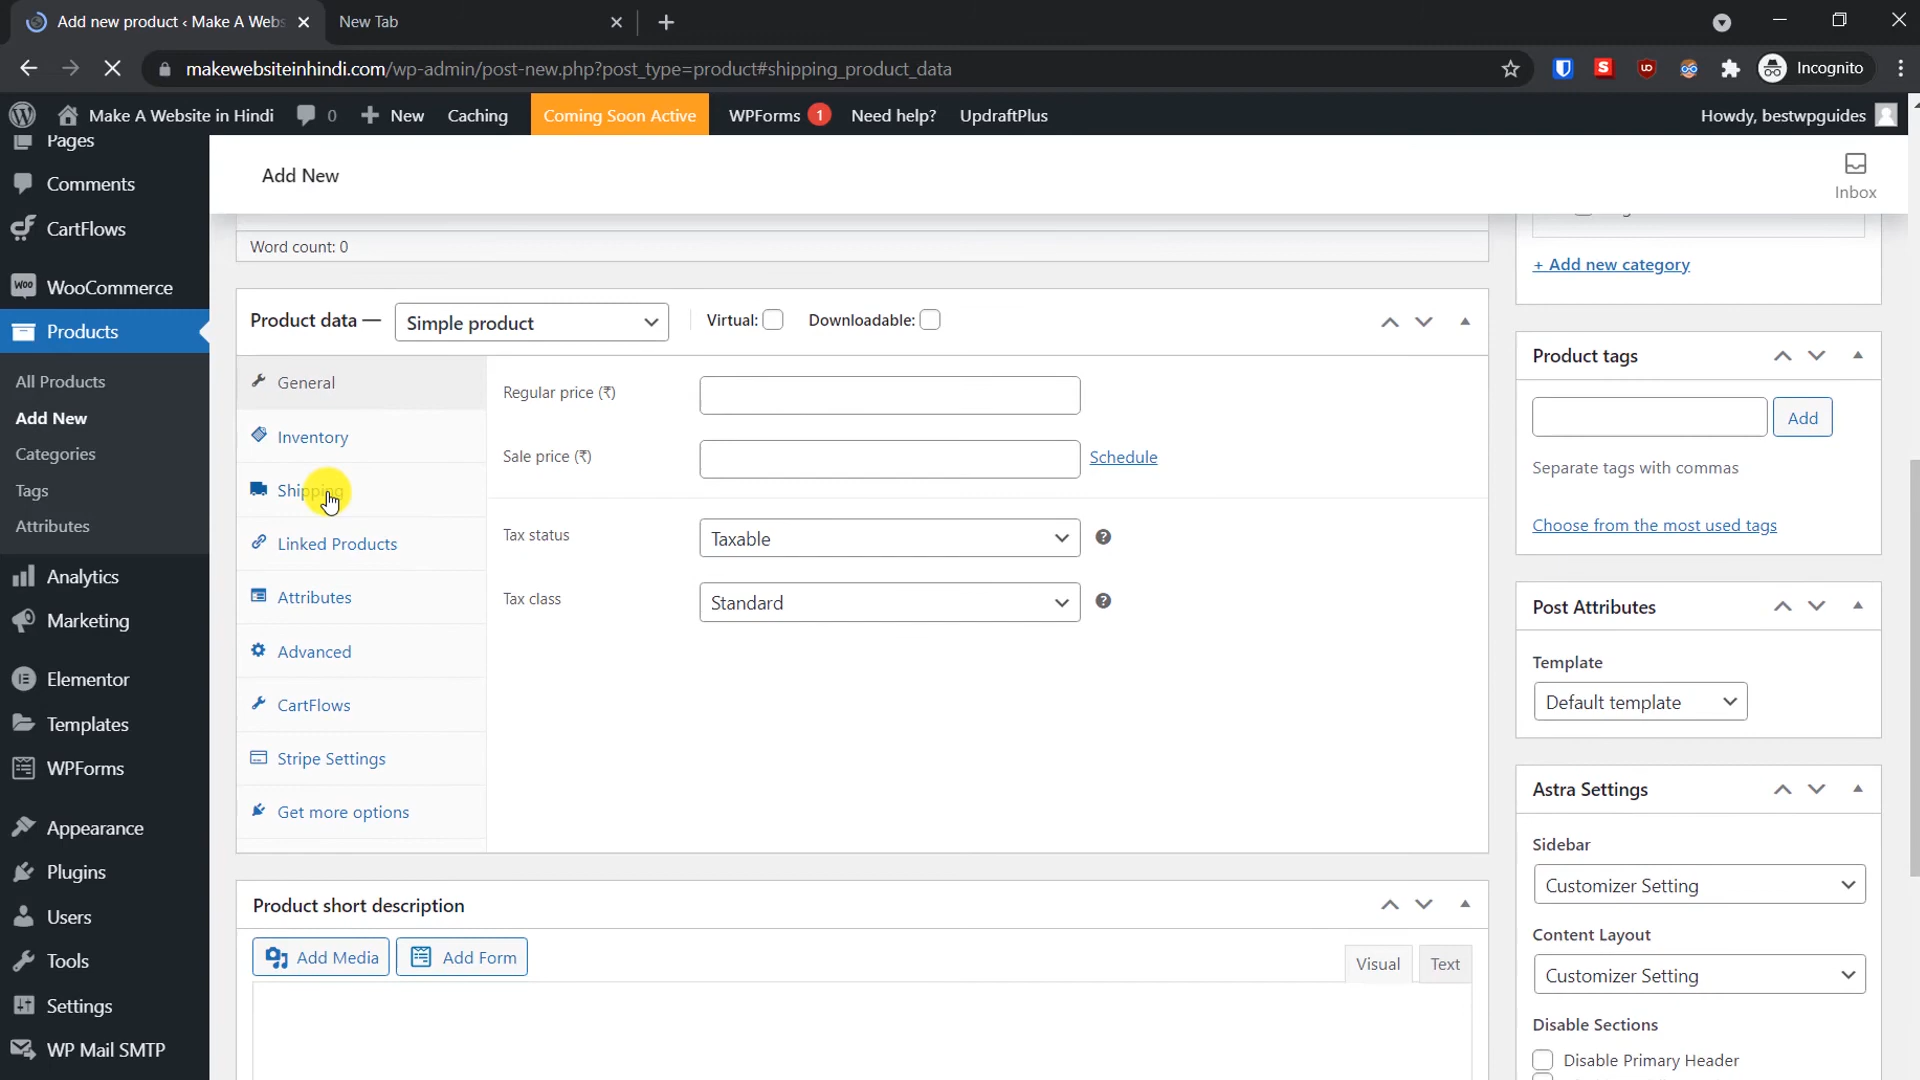 Add new product ‹ Make A Webs
New Tab
makewebsiteinhindi.com/wp-admin/post-new.php?post_type=product#shipping_product_data
Incognito
Make A Website in Hindi
0
New
Caching
Coming Soon Active
WPForms 1
Need help?
UpdraftPlus
Howdy, bestwpguides
Pages
Comments
CartFlows
WooCommerce
Products
All Products
Add New
Categories
Tags
Attributes
Analytics
Marketing
Elementor
Templates
WPForms
Appearance
Plugins
Users
Tools
Settings
WP Mail SMTP
Add New
Inbox
Word count: 0
Product data —
Simple product
Virtual:
Downloadable:
General
Inventory
Shipping
Linked Products
Attributes
Advanced
CartFlows
Stripe Settings
Get more options
Regular price (₹)
Sale price (₹)
Schedule
Tax status
Taxable
Tax class
Standard
Product short description
Add Media
Add Form
Visual
Text
+ Add new category
Product tags
Add
Separate tags with commas
Choose from the most used tags
Post Attributes
Template
Default template
Astra Settings
Sidebar
Customizer Setting
Content Layout
Customizer Setting
Disable Sections
Disable Primary Header